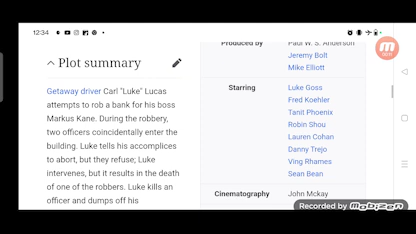 12:34
Plot summary
Getaway driver Carl "Luke" Lucas
attempts to rob a bank for his boss
Markus Kane. During the robbery,
two officers coincidentally enter the
building. Luke tells his accomplices
to abort, but they refuse; Luke
intervenes, but it results in the death
of one of the robbers. Luke kills an
officer and dumps off his
Produced by Paul W. S. Anderson
Jeremy Bolt
Mike Elliott
Starring Luke Goss
Fred Koehler
Tanit Phoenix
Robin Shou
Lauren Cohan
Danny Trejo
Ving Rhames
Sean Bean
Cinematography John McKay
Recorded by Mobizen